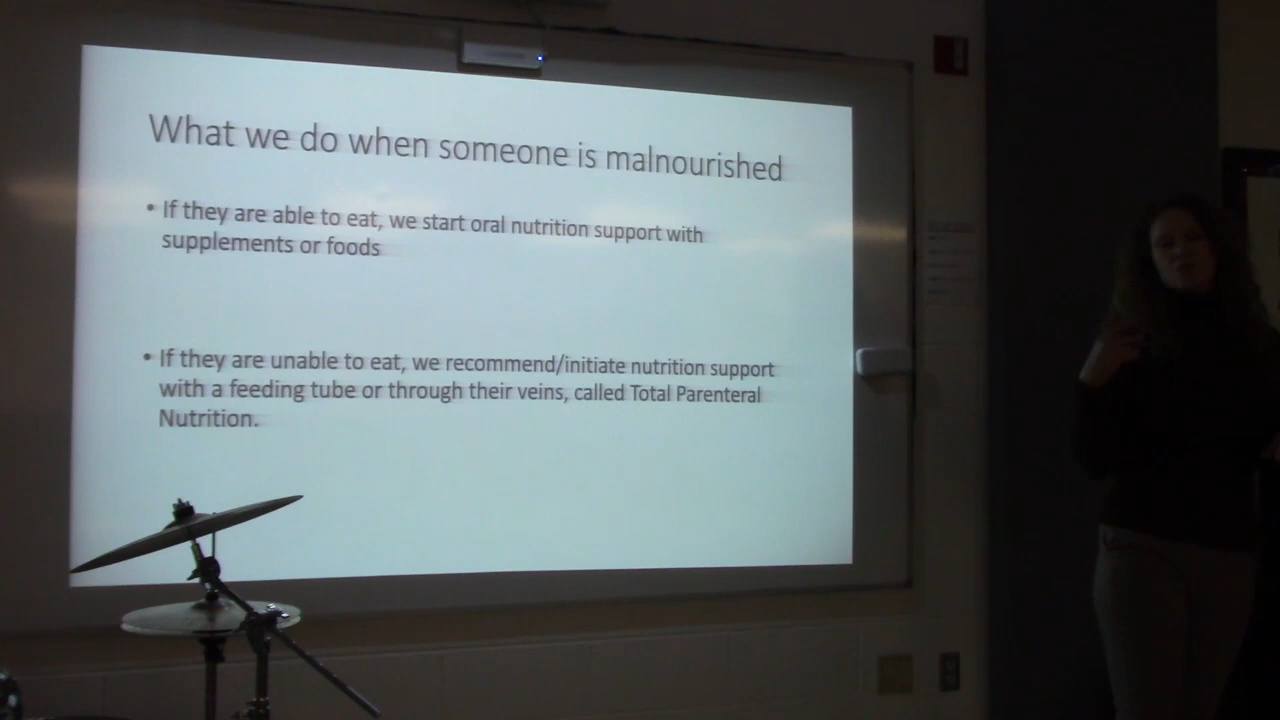 What we do when someone is malnourished
• If they are able to eat, we start oral nutrition support with
supplements or foods
• If they are unable to eat, we recommend/initiate nutrition support
with a feeding tube or through their veins, called Total Parenteral
Nutrition.